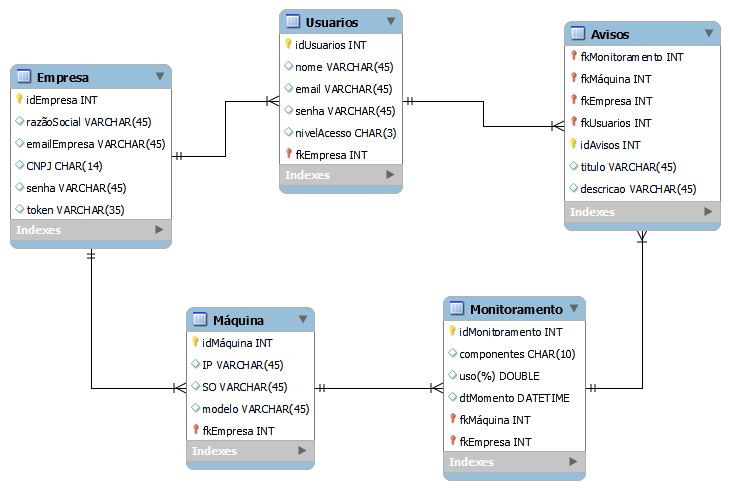 Empresa
idEmpresa INT
razãoSocial VARCHAR(45)
emailEmpresa VARCHAR(45)
CNPJ CHAR(14)
senha VARCHAR(45)
token VARCHAR(35)
Indexes
Usuarios
idUsuarios INT
nome VARCHAR(45)
email VARCHAR(45)
senha VARCHAR(45)
nivelAcesso CHAR(3)
fkEmpresa INT
Indexes
Avisos
fkMonitoramento INT
fkMáquina INT
fkEmpresa INT
fkUsuarios INT
idAvisos INT
titulo VARCHAR(45)
descricao VARCHAR(45)
Indexes
Máquina
idMáquina INT
IP VARCHAR(45)
SO VARCHAR(45)
modelo VARCHAR(45)
fkEmpresa INT
Indexes
Monitoramento
idMonitoramento INT
componentes CHAR(10)
uso(%) DOUBLE
dtMomento DATETIME
fkMáquina INT
fkEmpresa INT
Indexes